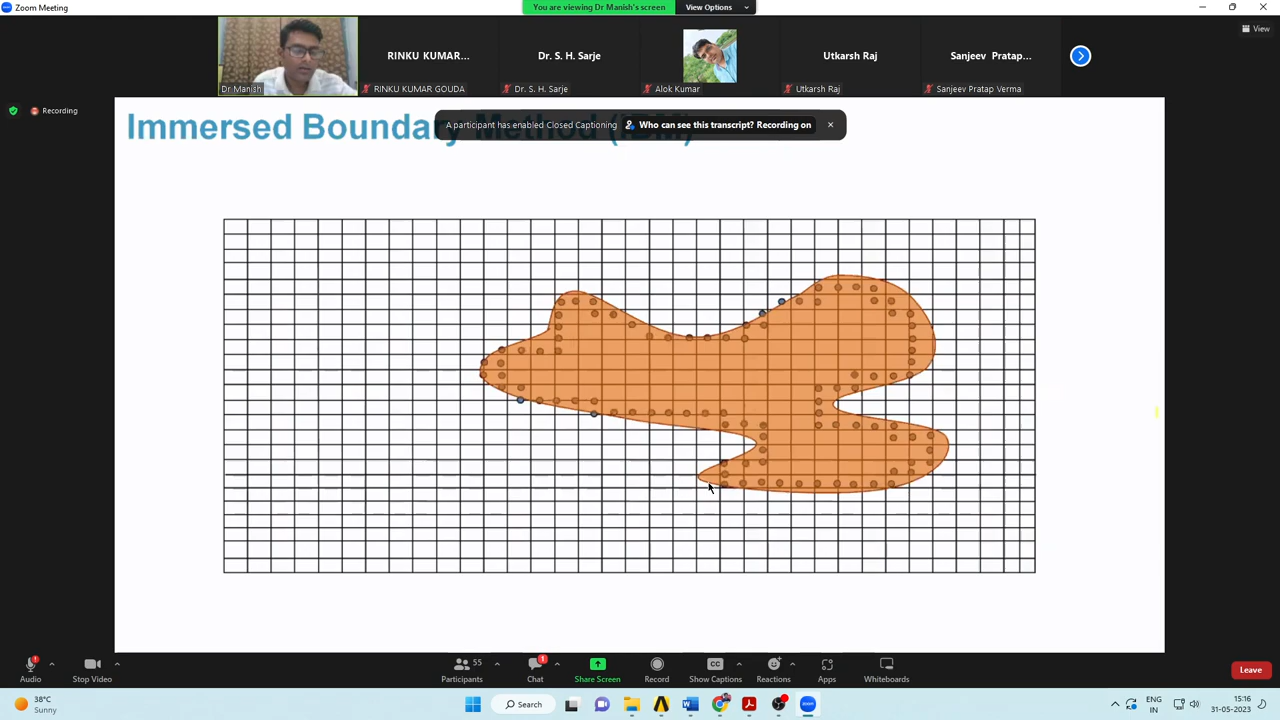 Zoom Meeting
You are viewing Dr Manish's screen
View Options
View
RINKU KUMAR...
Dr. S. H. Sarje
Utkarsh Raj
Sanjeev Pratap...
Dr Manish
RINKU KUMAR GOUDA
Dr. S. H. Sarje
Alok Kumar
Utkarsh Raj
Sanjeev Pratap Verma
Recording
Immersed Boundary
A participant has enabled Closed Captioning
Who can see this transcript? Recording on
55
1
Audio
Stop Video
Participants
Chat
Share Screen
Record
Show Captions
Reactions
Apps
Whiteboards
Leave
38°C
Sunny
Search
ENG
IN
15:16
31-05-2023